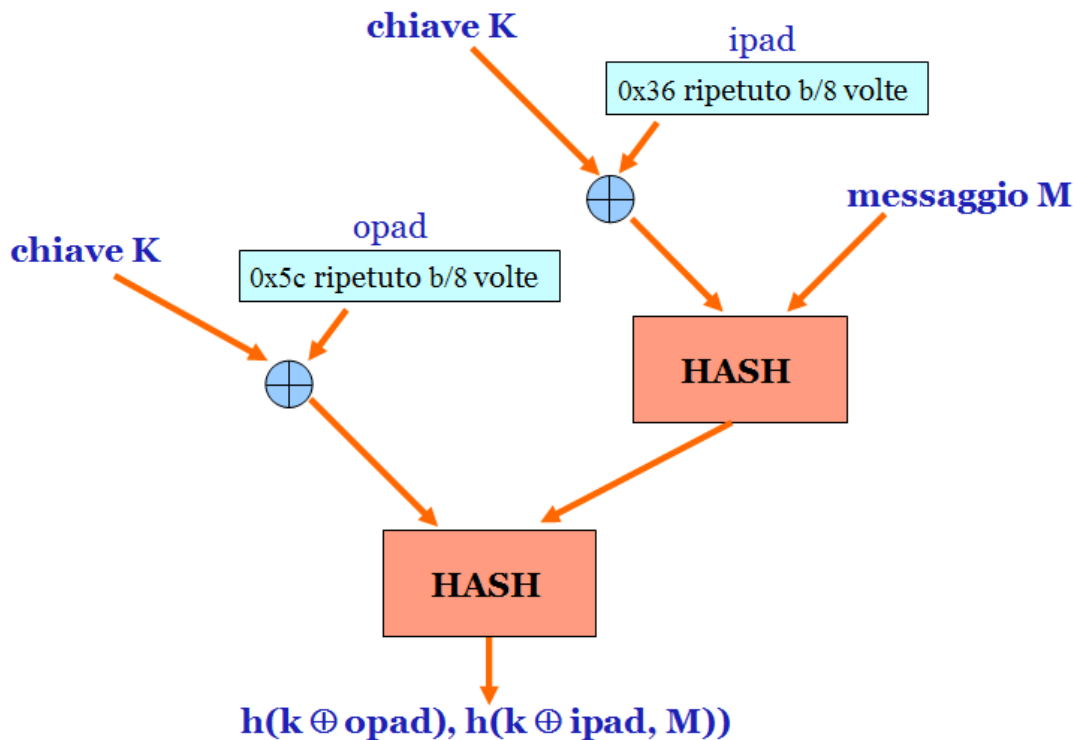 chiave K
ipad
0x36 ripetuto b/8 volte
messaggio M
opad
chiave K
0x5c ripetuto b/8 volte
HASH
HASH
h(k ⊕ opad), h(k ⊕ ipad, M))